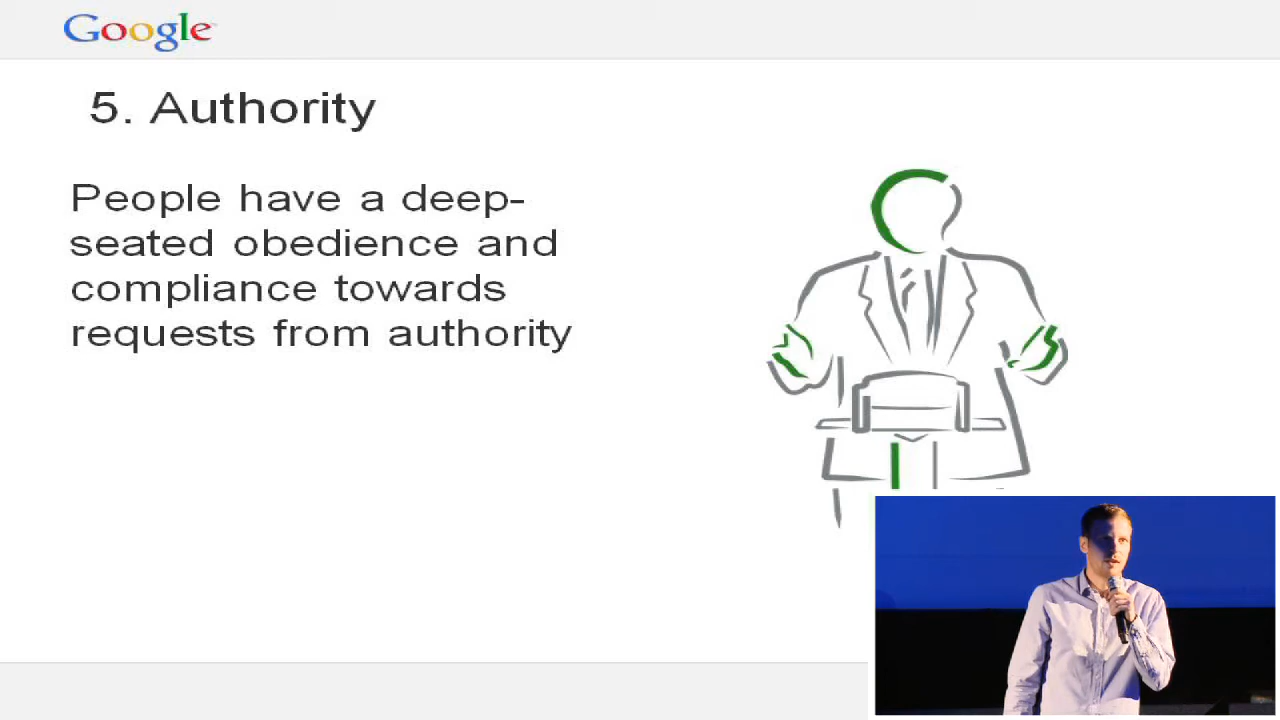 Google
5. Authority
People have a deep-
seated obedience and
compliance towards
requests from authority